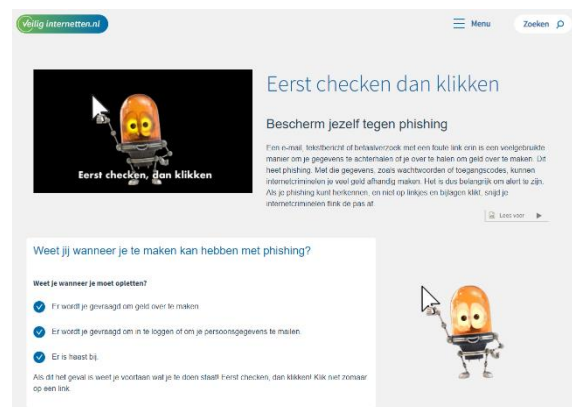 Veilig internetten.nl
Menu
Zoeken
Eerst checken, dan klikken
Eerst checken dan klikken
Bescherm jezelf tegen phishing
Een e-mail, tekstbericht of betaalverzoek met een foute link erin is een veelgebruikte
manier om je gegevens te achterhalen of je over te halen om geld over te maken. Dit
heet phishing. Met die gegevens, zoals wachtwoorden of toegangscodes, kunnen
internetcriminelen je veel geld afhandig maken. Het is dus belangrijk om alert te zijn.
Als je phishing kunt herkennen, en niet op linkjes en bijlagen klikt, snijd je
internetcriminelen flink de pas af.
Lees voor
Weet jij wanneer je te maken kan hebben met phishing?
Weet je wanneer je moet opletten?
Er wordt je gevraagd om geld over te maken
Er wordt je gevraagd om in te loggen of om je persoonsgegevens te mailen.
Er is haast bij.
Als dit het geval is weet je voortaan wat je te doen staat! Eerst checken, dan klikken! Klik niet zomaar
op een link.